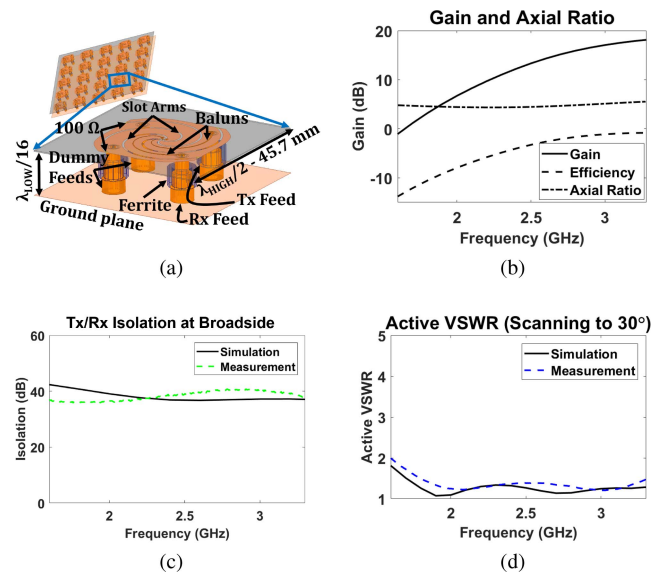 Slot Arms
100 Ω
Baluns
λLOW/16
Dummy
Feeds
λHIGH/2 - 45.7 mm
Ferrite
Tx Feed
Rx Feed
Ground plane
(a)
Gain and Axial Ratio
20
10
0
-10
Gain (dB)
Gain
Efficiency
Axial Ratio
2
2.5
3
Frequency (GHz)
(b)
Tx/Rx Isolation at Broadside
60
40
20
0
Isolation (dB)
Simulation
Measurement
2
2.5
3
Frequency (GHz)
(c)
Active VSWR (Scanning to 30°)
5
4
3
2
1
Active VSWR
Simulation
Measurement
2
2.5
3
Frequency (GHz)
(d)